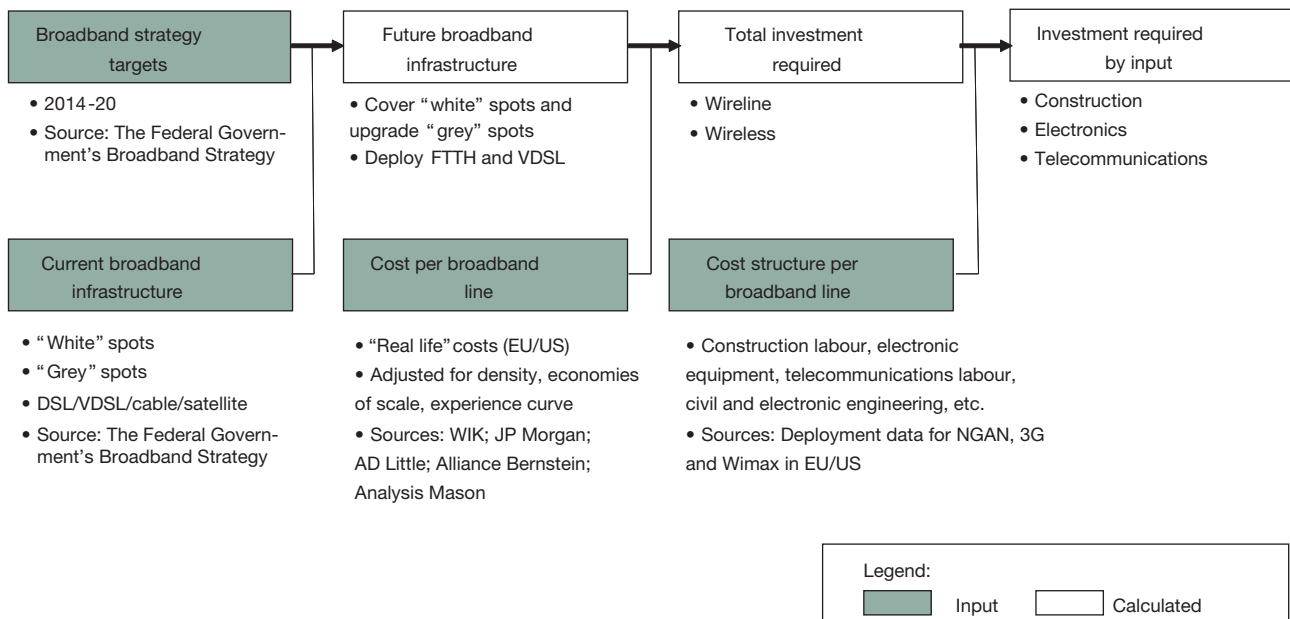 Broadband strategy
targets
• 2014-20
• Source: The Federal Govern-
ment's Broadband Strategy
Future broadband
infrastructure
• Cover "white" spots and
upgrade "grey" spots
• Deploy FTTH and VDSL
Total investment
required
• Wireline
• Wireless
Investment required
by input
• Construction
• Electronics
• Telecommunications
Current broadband
infrastructure
• "White" spots
• "Grey" spots
• DSL/VDSL/cable/satellite
• Source: The Federal Govern-
ment's Broadband Strategy
Cost per broadband
line
• "Real life" costs (EU/US)
• Adjusted for density, economies
of scale, experience curve
• Sources: WIK; JP Morgan;
AD Little; Alliance Bernstein;
Analysis Mason
Cost structure per
broadband line
• Construction labour, electronic
equipment, telecommunications labour,
civil and electronic engineering, etc.
• Sources: Deployment data for NGAN, 3G
and Wimax in EU/US
Legend:
Input
Calculated